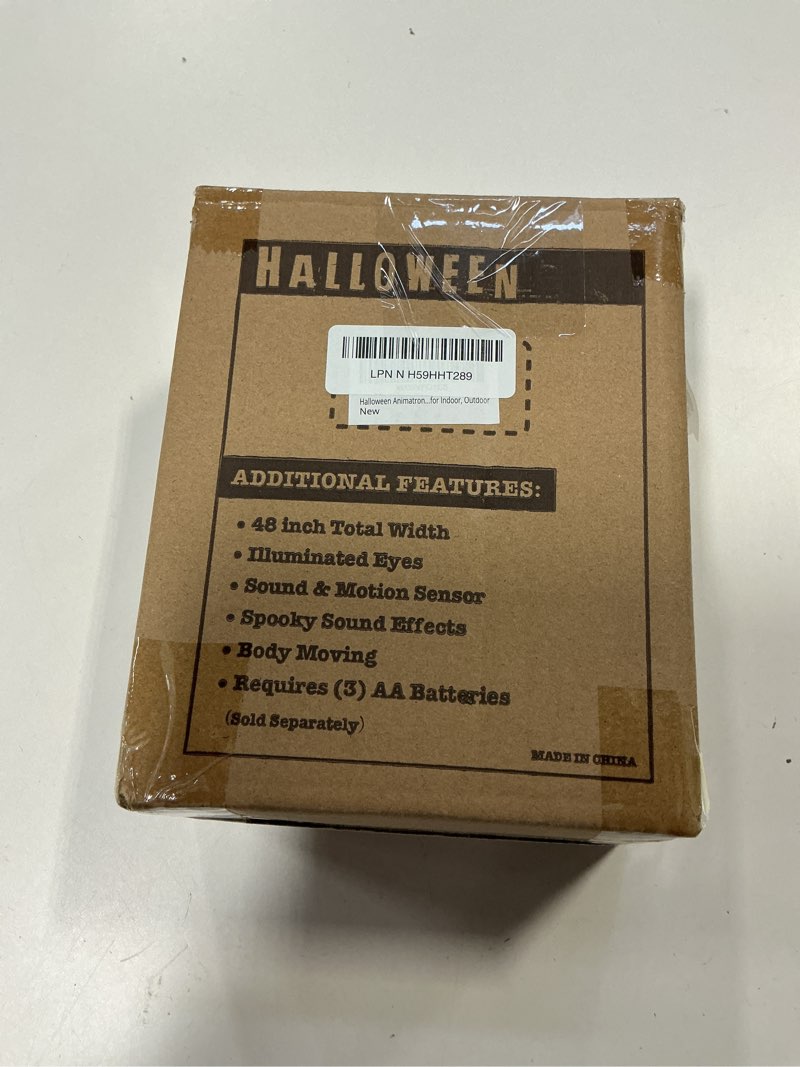 HALLOWEEN
LPN N H59HHT289
Halloween Animatron...for Indoor, Outdoor
New
ADDITIONAL FEATURES:
• 48 inch Total Width
• Illuminated Eyes
• Sound & Motion Sensor
• Spooky Sound Effects
• Body Moving
• Requires (3) AA Batteries
(Sold Separately)
MADE IN CHINA